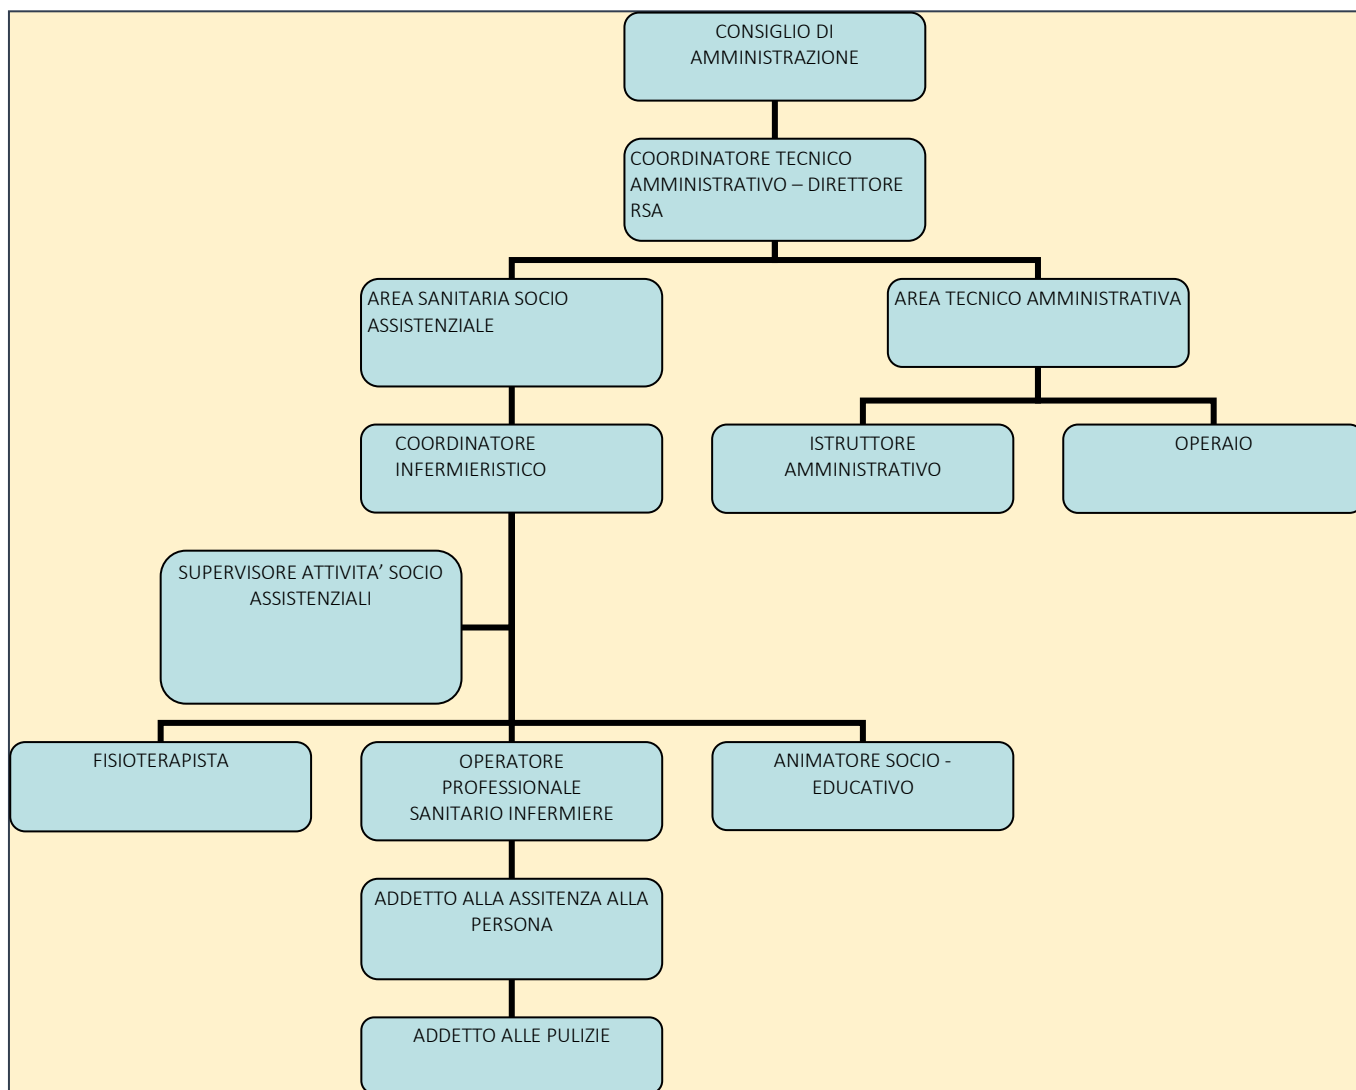 CONSIGLIO DI
AMMINISTRAZIONE
COORDINATORE TECNICO
AMMINISTRATIVO – DIRETTORE
RSA
AREA SANITARIA SOCIO
ASSISTENZIALE
AREA TECNICO AMMINISTRATIVA
COORDINATORE
INFERMIERISTICO
ISTRUTTORE
AMMINISTRATIVO
OPERAIO
SUPERVISORE ATTIVITA’ SOCIO
ASSISTENZIALI
FISIOTERAPISTA
OPERATORE
PROFESSIONALE
SANITARIO INFERMIERE
ANIMATORE SOCIO -
EDUCATIVO
ADDETTO ALLA ASSITENZA ALLA
PERSONA
ADDETTO ALLE PULIZIE